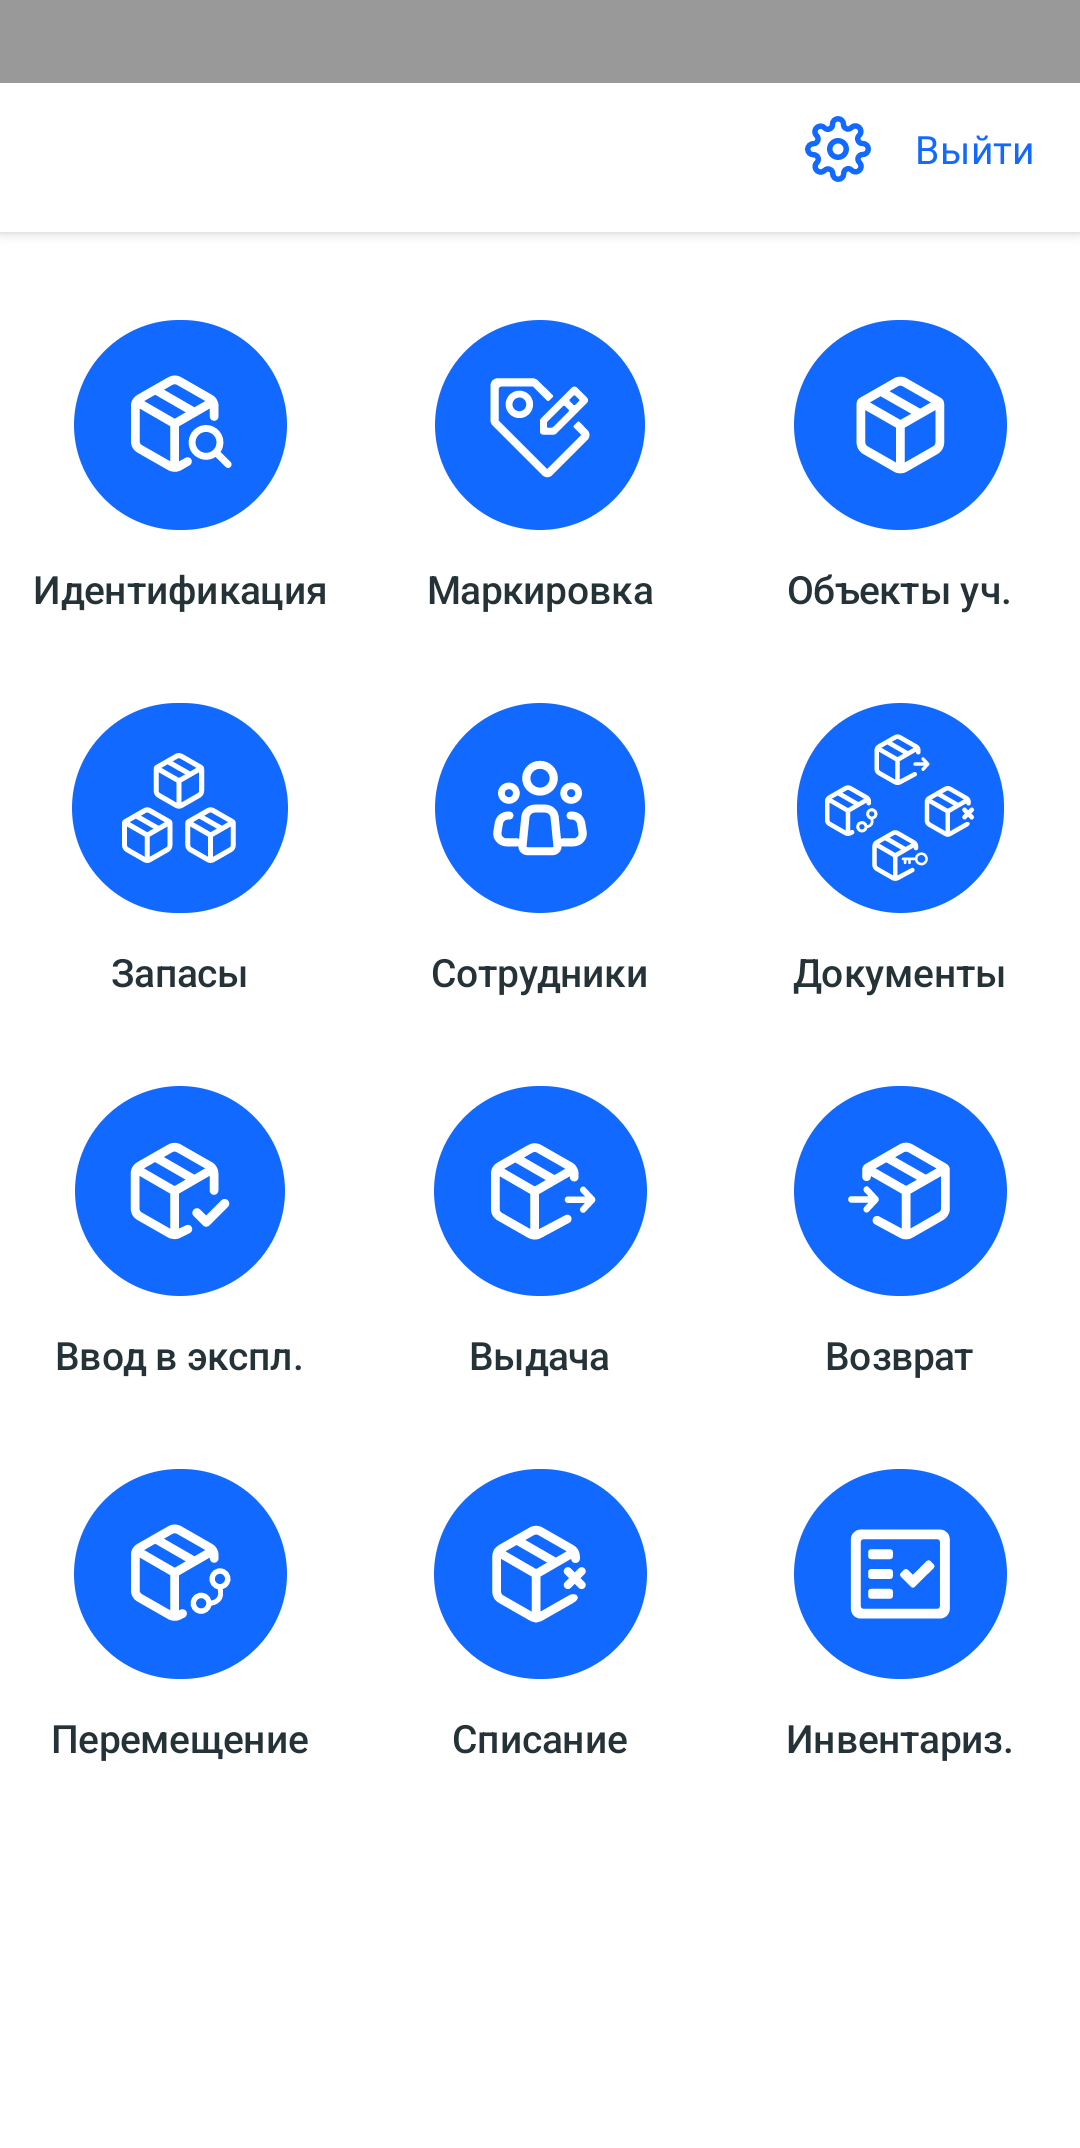 Выйти
Идентификация
Маркировка
Объекты уч.
Запасы
Сотрудники
Документы
Ввод в экспл.
Выдача
Возврат
Перемещение
Списание
Инвентариз.